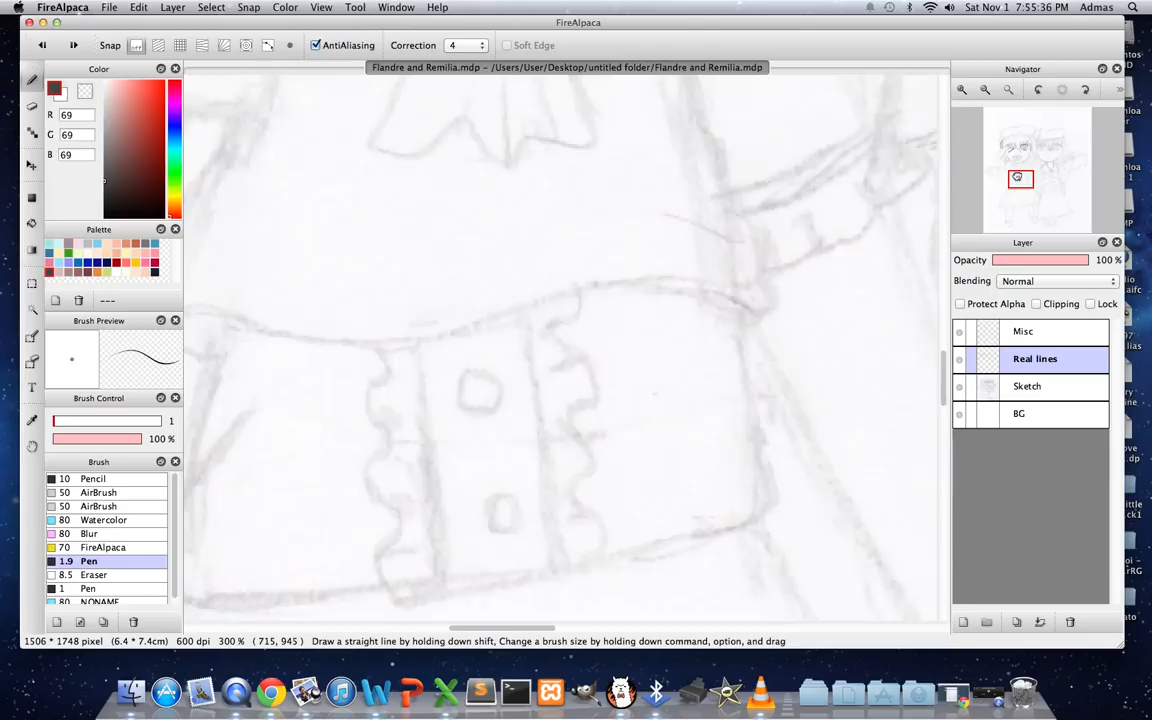 FireAlpaca File Edit Layer Select Snap Color View Tool Window Help Sat Nov 1 7:55:36 PM Admas
FireAlpaca
Snap AntiAliasing Correction 4 Soft Edge
Flandre and Remilia.mdp - /Users/User/Desktop/untitled folder/Flandre and Remilia.mdp
Color
R 69
G 69
B 69
Palette
---
Brush Preview
Brush Control
1
100 %
Brush
10 Pencil
50 AirBrush
50 AirBrush
80 Watercolor
80 Blur
70 FireAlpaca
1.9 Pen
8.5 Eraser
1 Pen
80 NONAME
Navigator
Layer
Opacity 100 %
Blending Normal
Protect Alpha Clipping Lock
Misc
Real lines
Sketch
BG
1506 * 1748 pixel (6.4 * 7.4cm) 600 dpi 300 % ( 715, 945) Draw a straight line by holding down shift, Change a brush size by holding down command, option, and drag